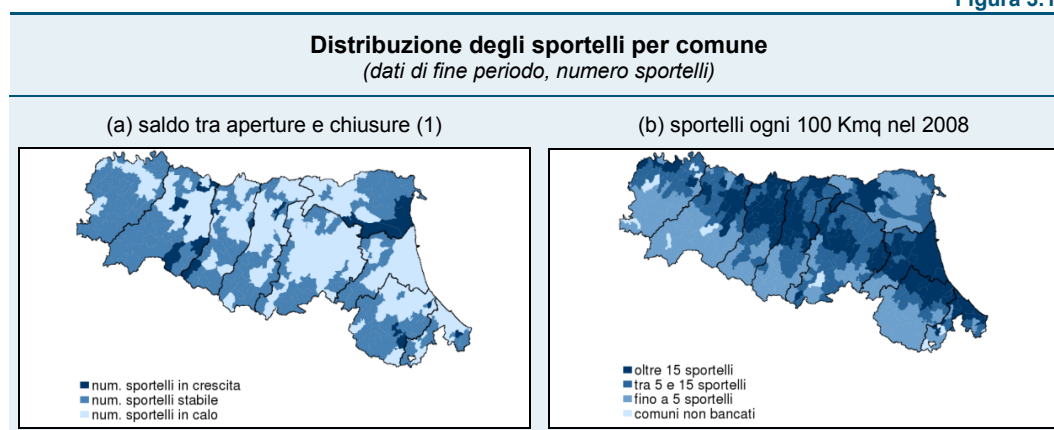 Figura 3.1
Distribuzione degli sportelli per comune
(dati di fine periodo, numero sportelli)
(a) saldo tra aperture e chiusure (1)
(b) sportelli ogni 100 Kmq nel 2008
num. sportelli in crescita
num. sportelli stabile
num. sportelli in calo
oltre 15 sportelli
tra 5 e 15 sportelli
fino a 5 sportelli
comuni non bancati